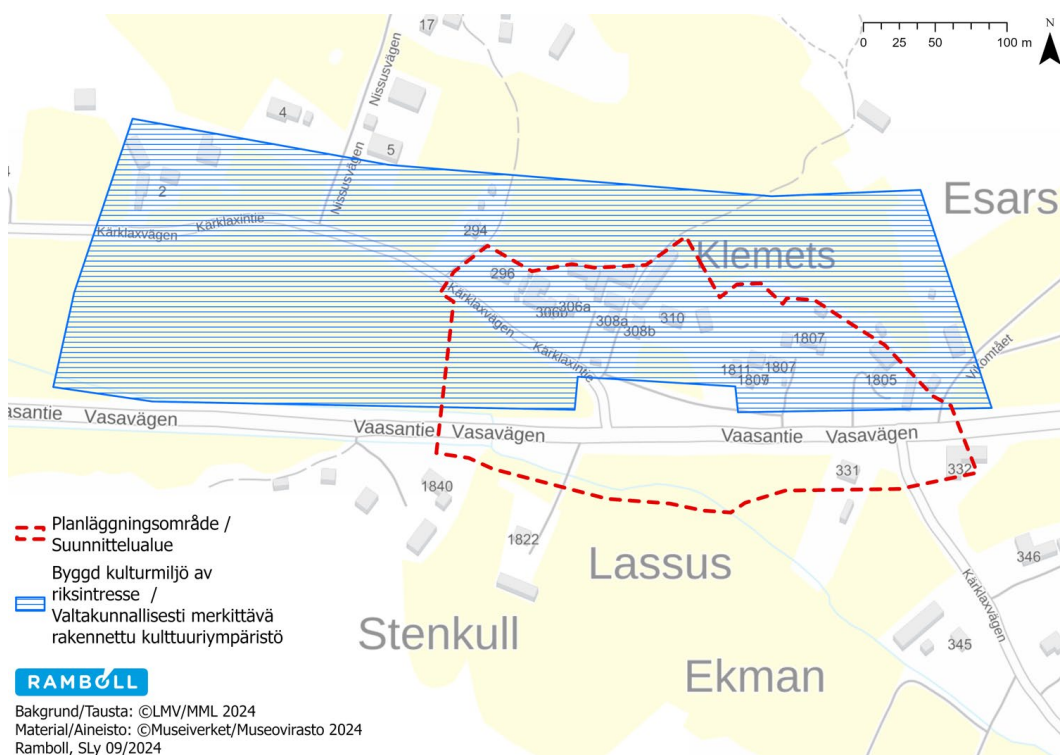 N
0 25 50 100 m
17
Nissusvägen
4
5
Nissusvägen
2
Esars
Kärklaxvägen
Kärklaxintie
294
Klemets
296
Kärklaxvägen
306a
308a
308b
310
1807
Kärklaxintie
1811
1807
1809
1805
Vikomtået
asantie
Vasavägen
Vaasantie
Vasavägen
Vaasantie
Vasavägen
331
332
1840
1822
Lassus
346
Kärklaxvägen
Stenkull
345
Ekman
Planläggningsområde /
Suunnittelualue
Byggd kulturmiljö av
riksintresse /
Valtakunnallisesti merkittävä
rakennettu kulttuuriympäristö
RAMBOLL
Bakgrund/Tausta: ©LMV/MML 2024
Material/Aineisto: ©Museiverket/Museovirasto 2024
Ramboll, SLy 09/2024